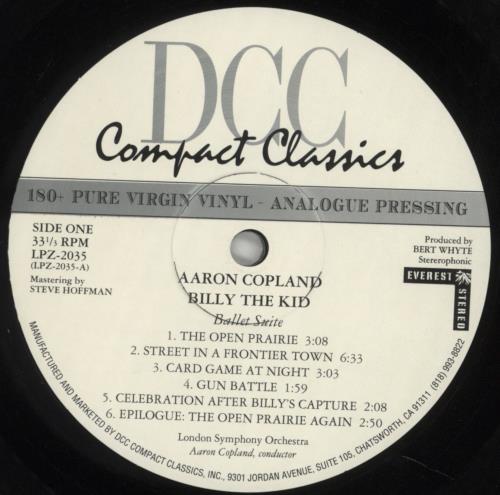 DCC
Compact Classics
180+ PURE VIRGIN VINYL - ANALOGUE PRESSING
SIDE ONE
33 1/3 RPM
LPZ-2035
(LPZ-2035-A)
Mastering by
STEVE HOFFMAN
Produced by
BERT WHYTE
Stereophonic
EVEREST
STEREO
AARON COPLAND
BILLY THE KID
Ballet Suite
1. THE OPEN PRAIRIE 3:08
2. STREET IN A FRONTIER TOWN 6:33
3. CARD GAME AT NIGHT 3:03
4. GUN BATTLE 1:59
5. CELEBRATION AFTER BILLY'S CAPTURE 2:08
6. EPILOGUE: THE OPEN PRAIRIE AGAIN 2:50
London Symphony Orchestra
Aaron Copland, conductor
MANUFACTURED AND MARKETED BY DCC COMPACT CLASSICS, INC., 9301 JORDAN AVENUE, SUITE 105, CHATSWORTH, CA 91311 (818) 993-8822